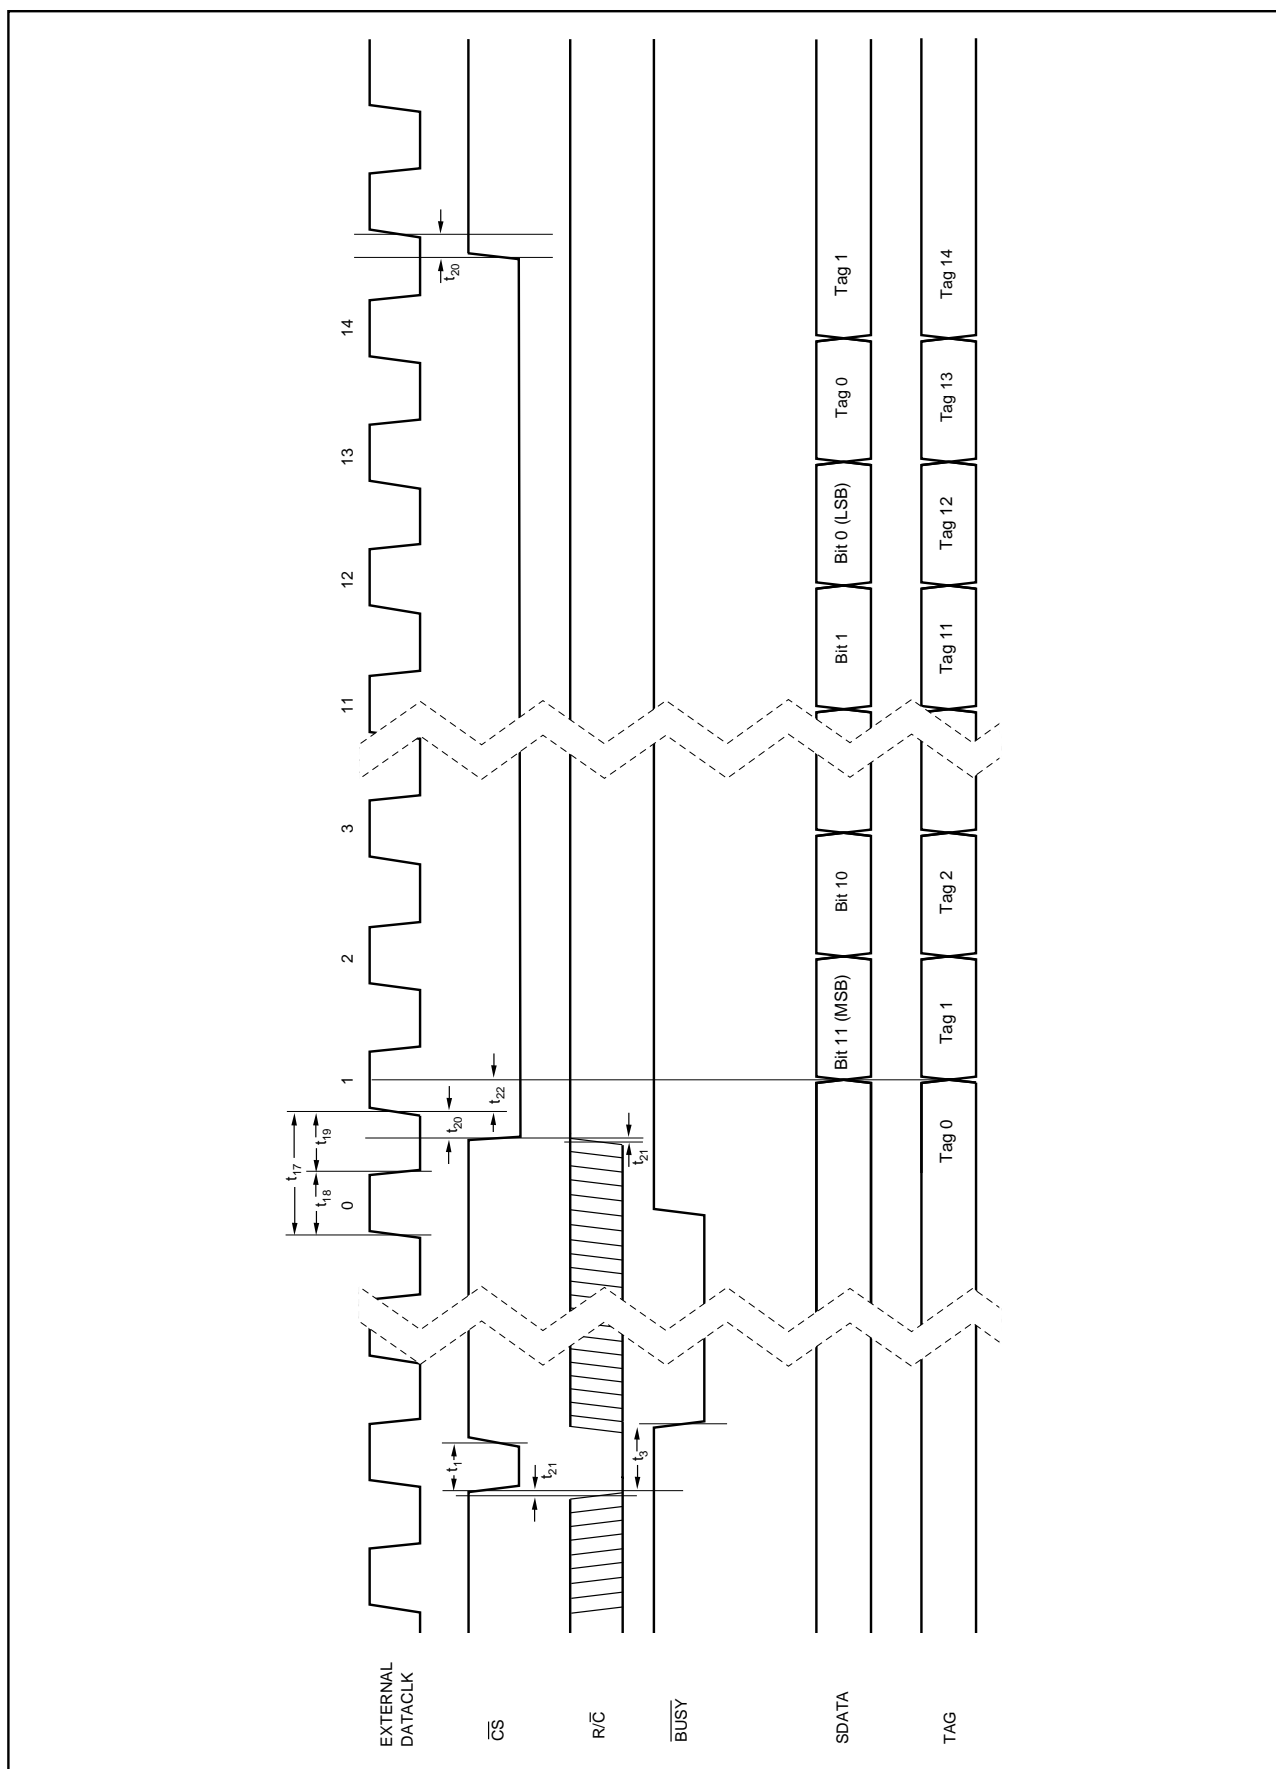 EXTERNAL
DATACLK
t17
t18
t19
0
1
2
3
11
12
13
14
t20
t22
t20
CS
t1
t21
R/C
t21
BUSY
t3
SDATA
Bit 11 (MSB)
Bit 10
Bit 1
Bit 0 (LSB)
Tag 0
Tag 1
TAG
Tag 0
Tag 1
Tag 2
Tag 11
Tag 12
Tag 13
Tag 14